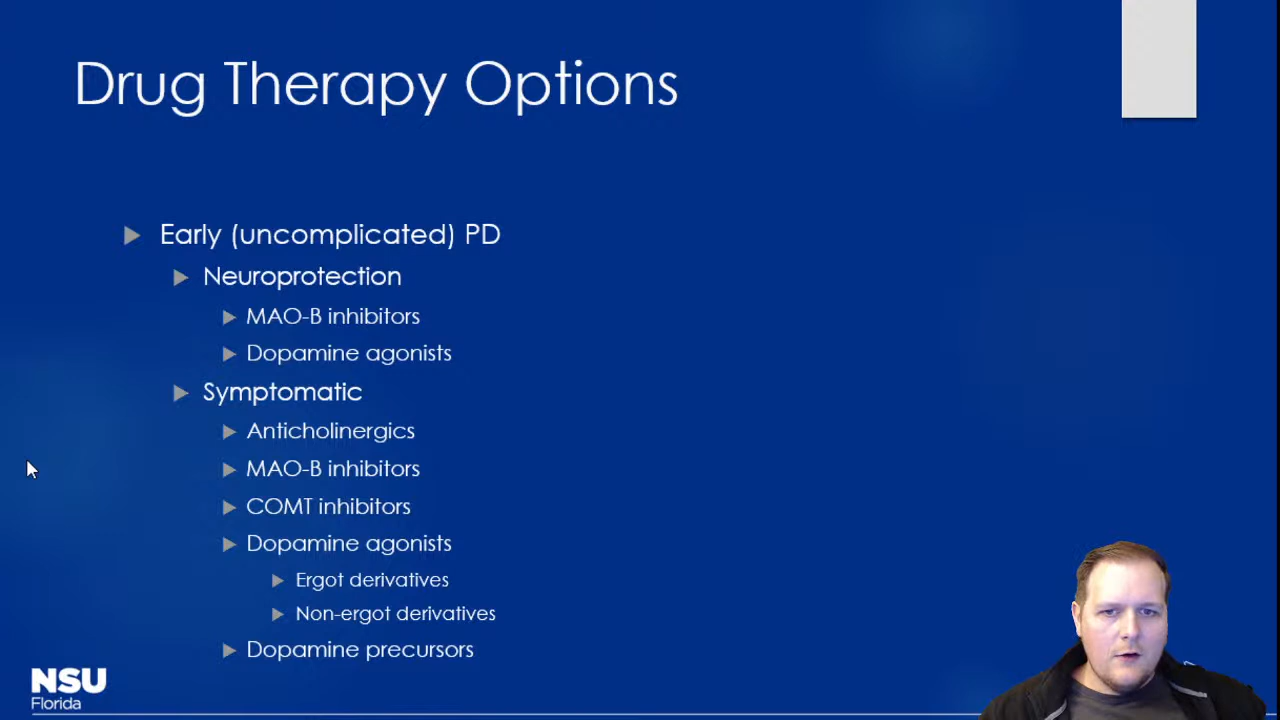 Drug Therapy Options
Early (uncomplicated) PD
Neuroprotection
MAO-B inhibitors
Dopamine agonists
Symptomatic
Anticholinergics
MAO-B inhibitors
COMT inhibitors
Dopamine agonists
Ergot derivatives
Non-ergot derivatives
Dopamine precursors
NSU
Florida